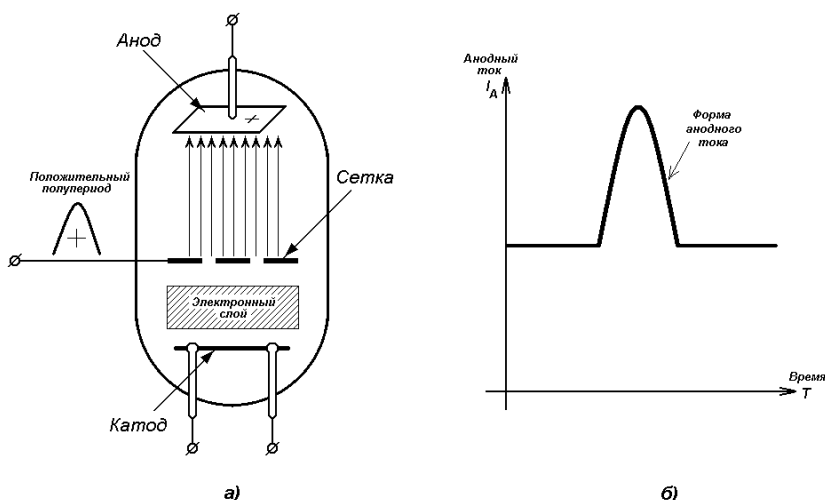 Анод
+
Положительный
полупериод
+
Сетка
Электронный
слой
Катод
а)
Анодный
ток
I A
Форма
анодного
тока
Время
T
б)